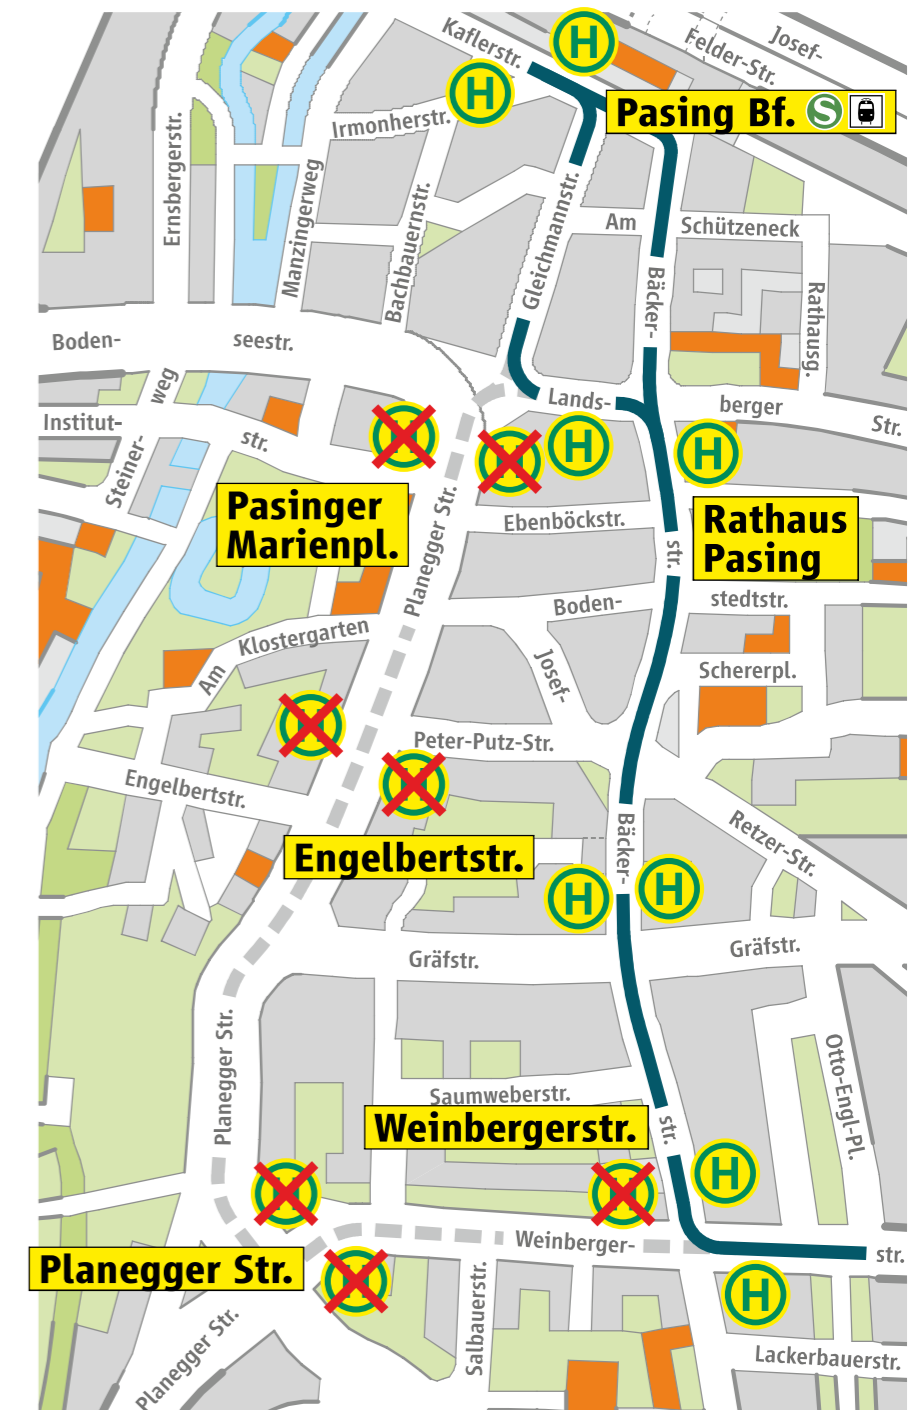 Kaflerstr.
H
H
Josef-
Felder-Str.
Pasing Bf. S
Irmonherstr.
Ernsbergerstr.
Manzingerweg
Bachbauernstr.
Gleichmannstr.
Am
Schützeneck
Bäcker-
Rathausg.
Boden-
seestr.
weg
Lands-
berger
Str.
Institut-
str.
Steiner-
H
H
Pasinger
Marienpl.
Planegger Str.
Ebenböckstr.
Rathaus
Pasing
str.
Boden-
stedtstr.
Klostergarten
Am
Josef-
Schererpl.
Peter-Putz-Str.
Engelbertstr.
Retzer-Str.
Engelbertstr.
Bäcker-
H
H
Gräfstr.
Gräfstr.
Planegger Str.
Otto-Engl-Pl.
Saumweberstr.
Weinbergerstr.
str.
H
Weinberger-
str.
Planegger Str.
H
Salbauerstr.
Planegger Str.
Lackerbauerstr.